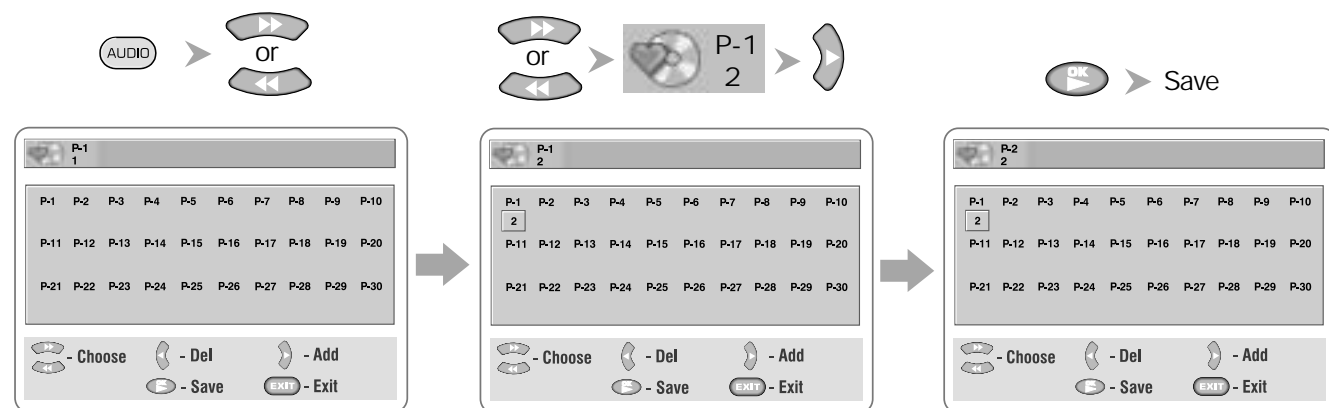 AUDIO
or
or
P-1
2
OK
Save
P-1
1
P-1 P-2 P-3 P-4 P-5 P-6 P-7 P-8 P-9 P-10
P-11 P-12 P-13 P-14 P-15 P-16 P-17 P-18 P-19 P-20
P-21 P-22 P-23 P-24 P-25 P-26 P-27 P-28 P-29 P-30
- Choose - Del - Add
- Save EXIT - Exit
P-1
2
P-1 P-2 P-3 P-4 P-5 P-6 P-7 P-8 P-9 P-10
2
P-11 P-12 P-13 P-14 P-15 P-16 P-17 P-18 P-19 P-20
P-21 P-22 P-23 P-24 P-25 P-26 P-27 P-28 P-29 P-30
- Choose - Del - Add
- Save EXIT - Exit
P-2
2
P-1 P-2 P-3 P-4 P-5 P-6 P-7 P-8 P-9 P-10
2
P-11 P-12 P-13 P-14 P-15 P-16 P-17 P-18 P-19 P-20
P-21 P-22 P-23 P-24 P-25 P-26 P-27 P-28 P-29 P-30
- Choose - Del - Add
- Save EXIT - Exit